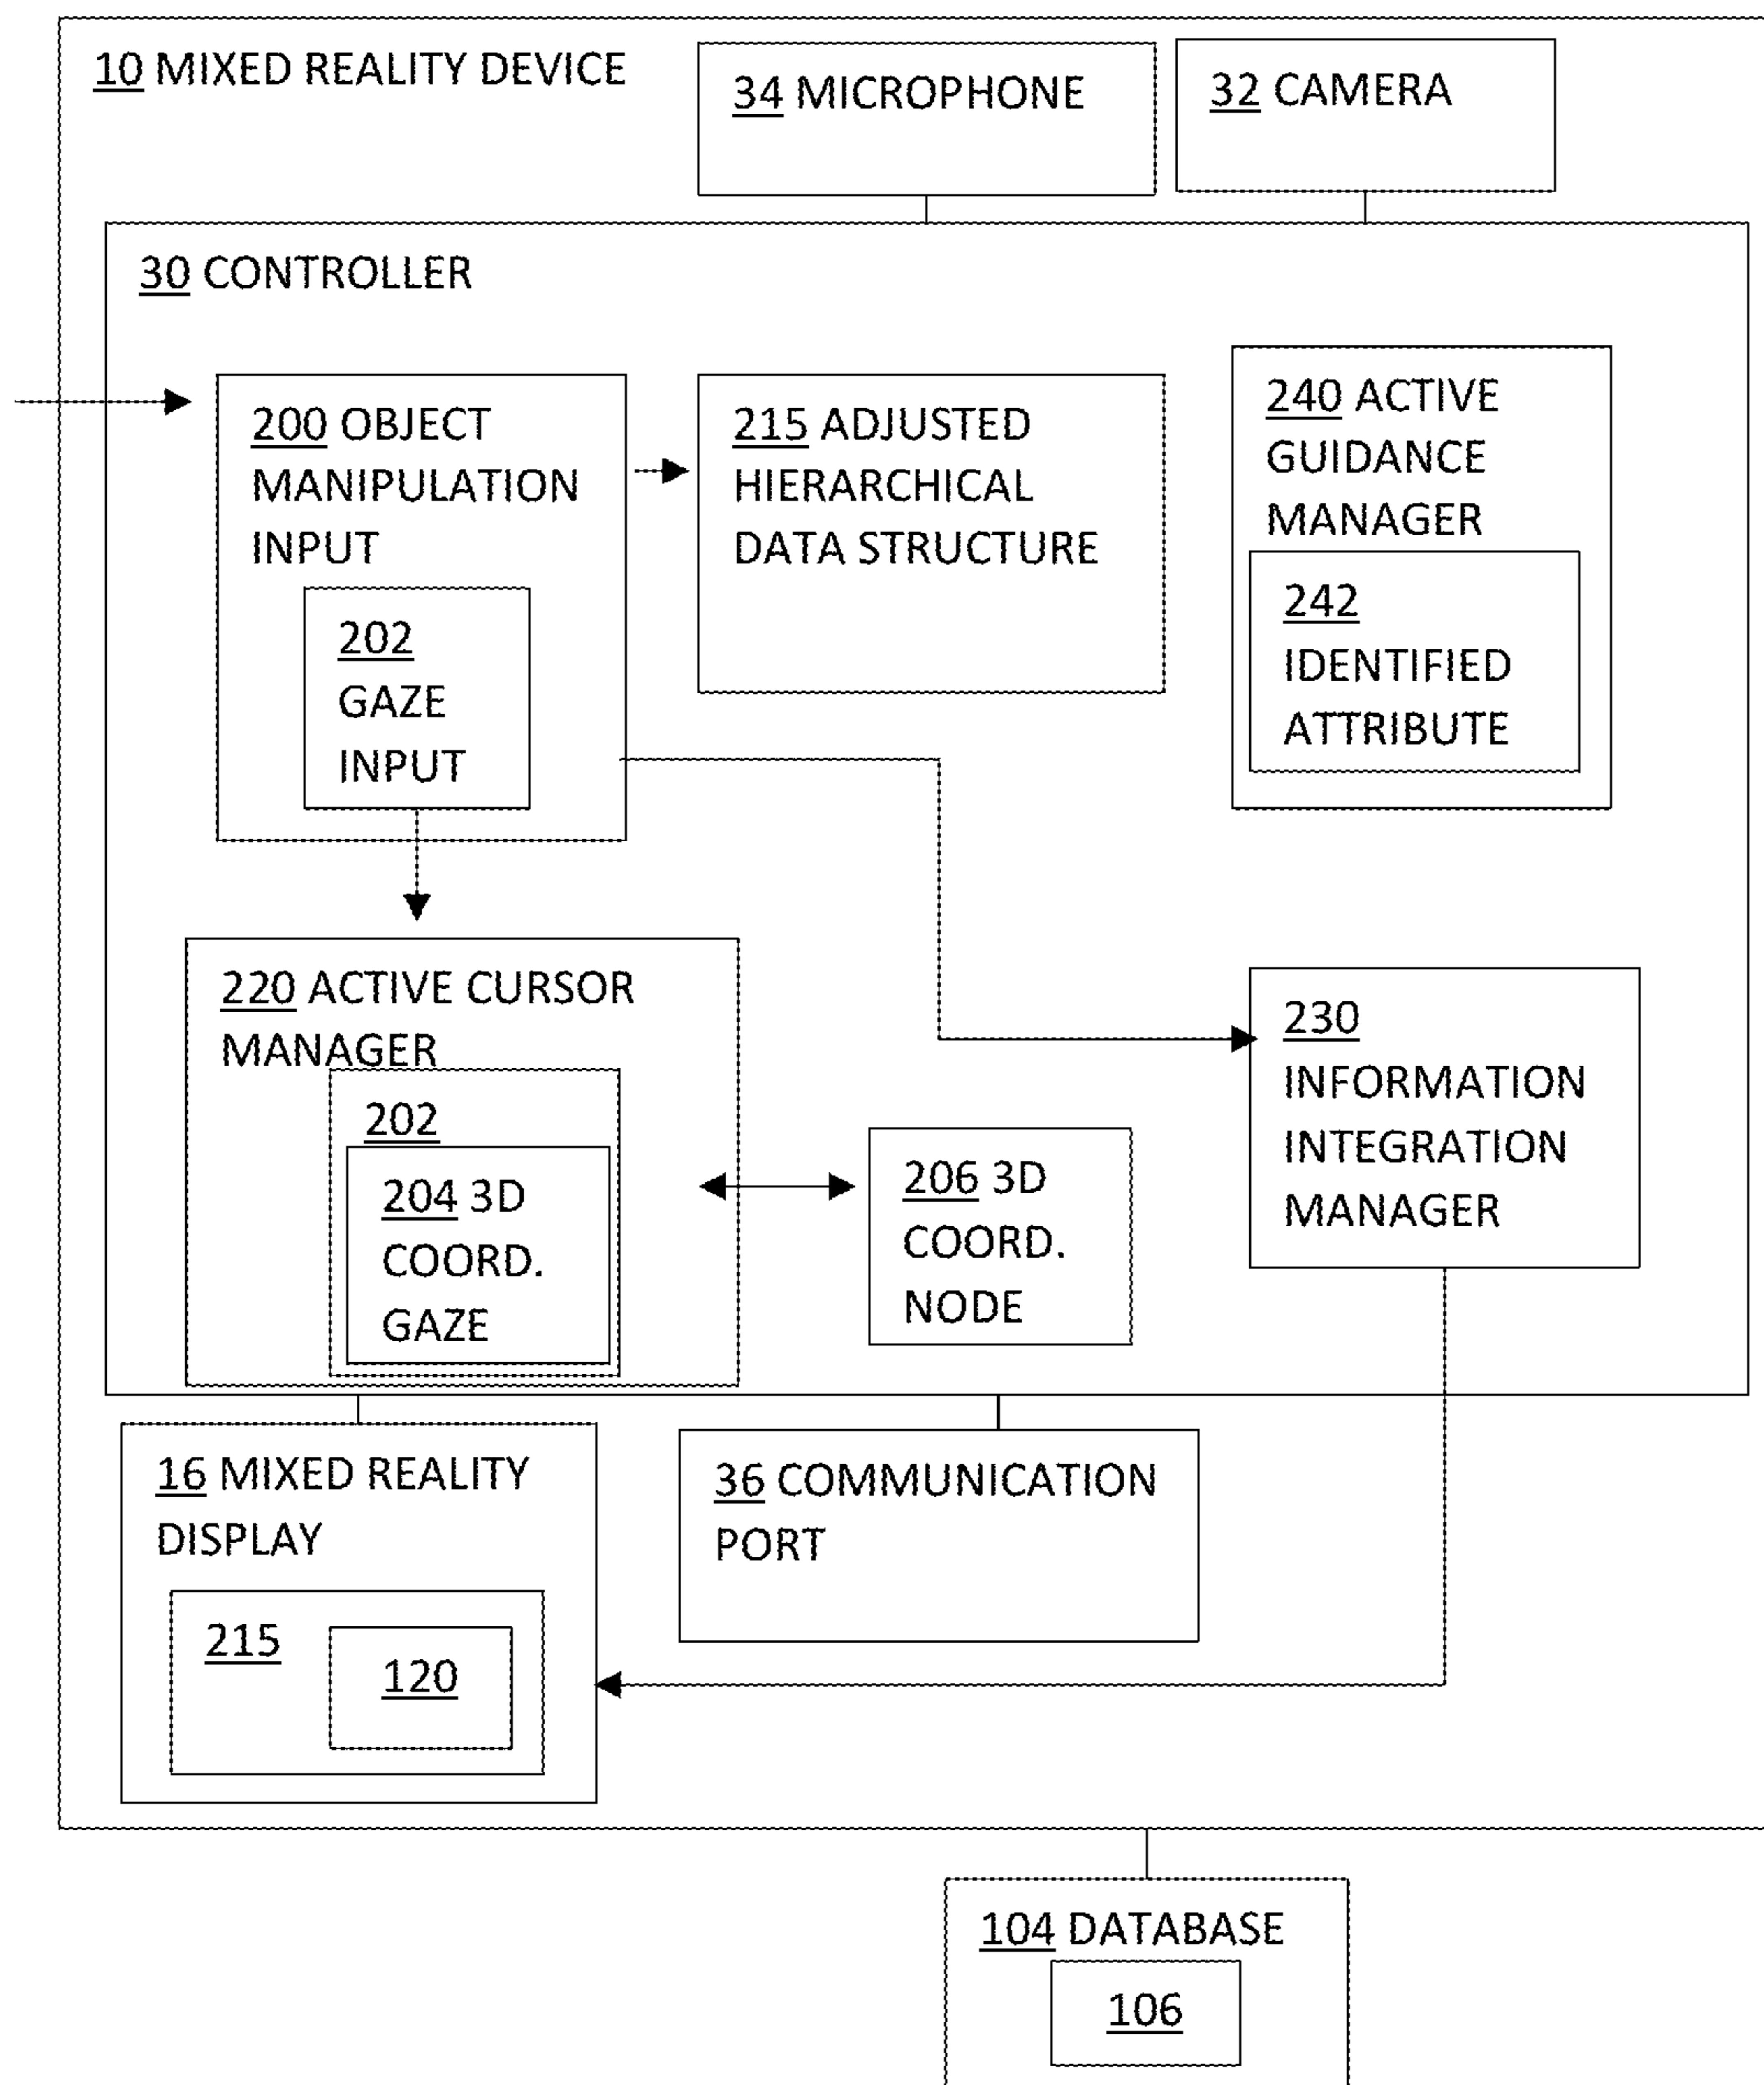 10 MIXED REALITY DEVICE
34 MICROPHONE
32 CAMERA
30 CONTROLLER
200 OBJECT
MANIPULATION
INPUT
202
GAZE
INPUT
215 ADJUSTED
HIERARCHICAL
DATA STRUCTURE
240 ACTIVE
GUIDANCE
MANAGER
242
IDENTIFIED
ATTRIBUTE
220 ACTIVE CURSOR
MANAGER
202
204 3D
COORD.
GAZE
206 3D
COORD.
NODE
230
INFORMATION
INTEGRATION
MANAGER
16 MIXED REALITY
DISPLAY
215
120
36 COMMUNICATION
PORT
104 DATABASE
106